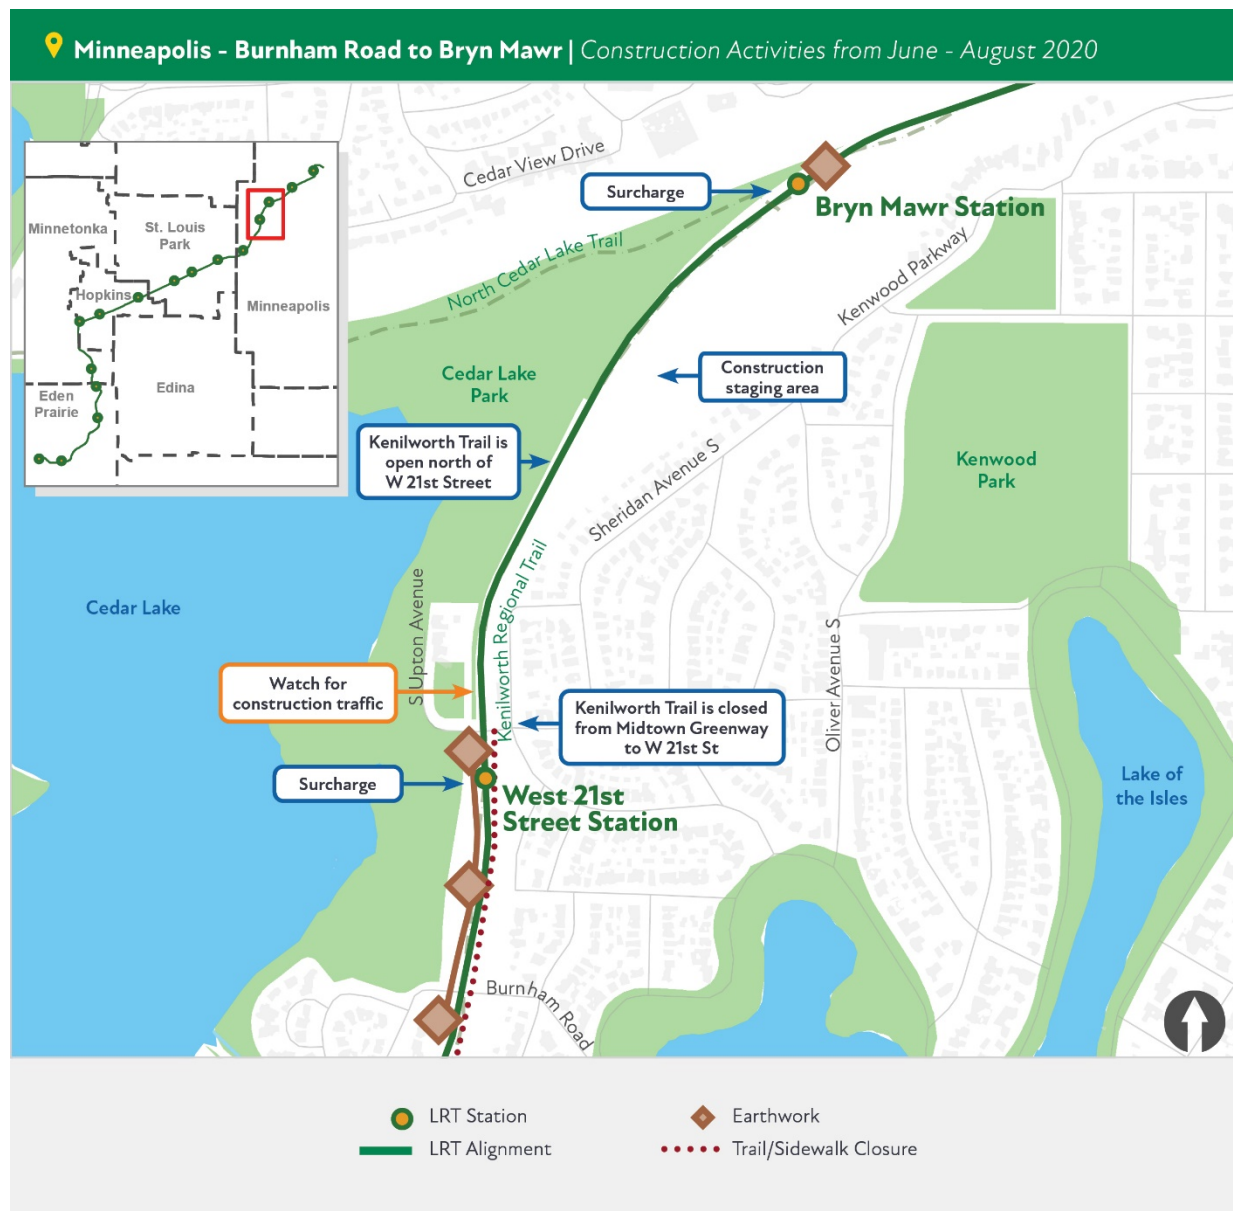 Minneapolis - Burnham Road to Bryn Mawr | Construction Activities from June - August 2020
Cedar View Drive
Surcharge
Bryn Mawr Station
Minnetonka
St. Louis
Park
Hopkins
Minneapolis
Edina
Eden
Prairie
North Cedar Lake Trail
Kenwood Parkway
Construction
staging area
Cedar Lake
Park
Kenilworth Trail is
open north of
W 21st Street
Sheridan Avenue S
Kenwood
Park
Cedar Lake
S Upton Avenue
Kenilworth Regional Trail
Oliver Avenue S
Watch for
construction traffic
Kenilworth Trail is closed
from Midtown Greenway
to W 21st St
Surcharge
West 21st
Street Station
Lake of
the Isles
Burnham Road
LRT Station
Earthwork
LRT Alignment
Trail/Sidewalk Closure